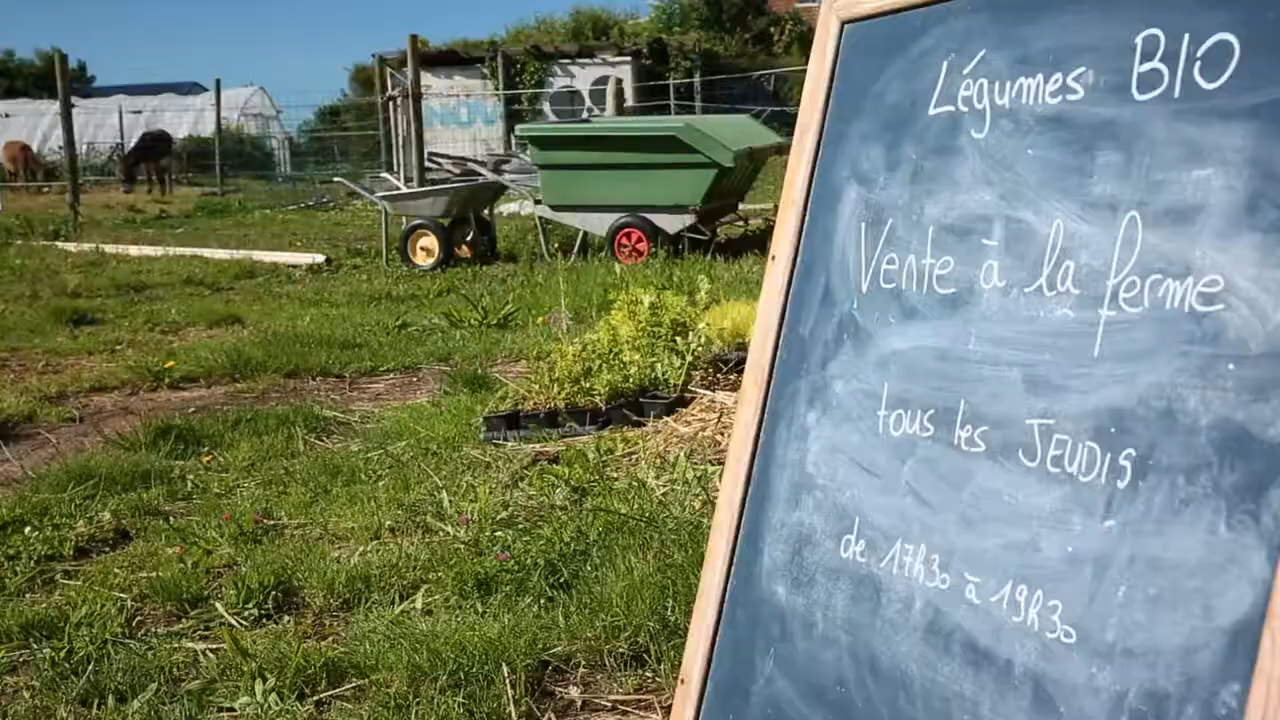 Légumes BIO
Vente à la ferme
tous les JEUDIS
de 17h30 à 19h30